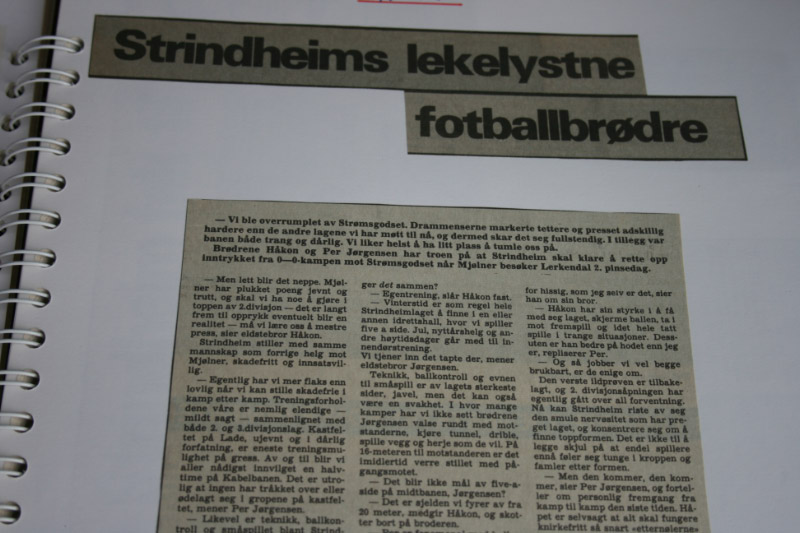 Strindheims lekelystne
fotballbrødre
— Vi ble overrumplet av Strømsgodset. Drammenserne markerte tettere og presset adskillig
hardere enn de andre lagene vi har møtt til nå, og dermed skar det seg fullstendig. I tillegg var
banen både trang og dårlig. Vi liker helst å ha litt plass å tumle oss på.
Brødrene Håkon og Per Jørgensen har troen på at Strindheim skal klare å rette opp
inntrykket fra 0—0-kampen mot Strømsgodset når Mjølner besøker Lerkendal 2. pinsedag.
— Men lett blir det neppe. Mjøl-
ner har plukket poeng jevnt og
trutt, og skal vi ha noe å gjøre i
toppen av 2.divisjon — det er langt
frem til opprykk eventuelt blir en
realitet — må vi lære oss å mestre
press, sier eldstebror Håkon.
Strindheim stiller med samme
mannskap som forrige helg mot
Mjølner, skadefritt og innsatsvil-
lig.
— Egentlig har vi mer flaks enn
lovlig når vi kan stille skadefrie i
kamp etter kamp. Treningsforhol-
dene våre er nemlig elendige —
mildt sagt — sammenlignet med
både 2. og 3.divisjonslag. Kastfel-
tet på Lade, ujevnt og i dårlig
forfatning, er eneste treningsmu-
lighet på gress. Av og til blir vi
aller nådigst innvilget en halv-
time på Kabelbanen. Det er utro-
lig at ingen har tråkket over eller
ødelagt seg i gropene på kastfel-
tet, mener Per Jørgensen.
— Likevel er teknikk, ballkon-
troll og småspillet blant Strind-
ger det sammen?
— Egentrening, slår Håkon fast.
— Vinterstid er som regel hele
Strindheimlaget å finne i en eller
annen idrettshall, hvor vi spiller
five a side. Jul, nyttårshelg og an-
dre høytidsdager går med til in-
nendørstrening.
Vi tjener inn det tapte der, mener
eldstebror Jørgensen.
Teknikk, ballkontroll og evnen
til småspill er av lagets sterkeste
sider, javel, men det kan også
være en svakhet. I hvor mange
kamper har vi ikke sett brødrene
Jørgensen valse rundt med mot-
standerne, kjøre tunnel, drible,
spille vegg og herje som de vil. På
16-meteren til motstanderen er det
imidlertid verre stillet med på-
gangsmotet.
— Det blir ikke mål av five-a-
side på midtbanen, Jørgensen?
— Det er sjelden vi fyrer av fra
20 meter, medgir Håkon, og skot-
ter bort på broderen.
for hissig, som jeg selv er det, sier
han om sin bror.
— Håkon har sin styrke i å få
med seg laget, skjerme ballen, ta i
mot fremspill og idet hele tatt
spille i trange situasjoner. Dess-
uten er han bedre på hodet enn jeg
er, repliserer Per.
— Og så jobber vi vel begge
brukbart, er de enige om.
Den verste ildprøven er tilbake-
lagt, og 2. divisjonsåpningen har
egentlig gått over all forventning.
Nå kan Strindheim riste av seg
den smule nervøsitet som har pre-
get laget, og konsentrere seg om å
finne toppformen. Det er ikke til å
legge skjul på at endel spillere
ennå føler seg tunge i kroppen og
famler etter formen.
— Men den kommer, den kom-
mer, sier Per Jørgensen, og fortel-
ler om personlig fremgang fra
kamp til kamp den siste tiden. Hå-
pet er selvsagt at alt skal fungere
knirkefritt så snart «etternølerne»